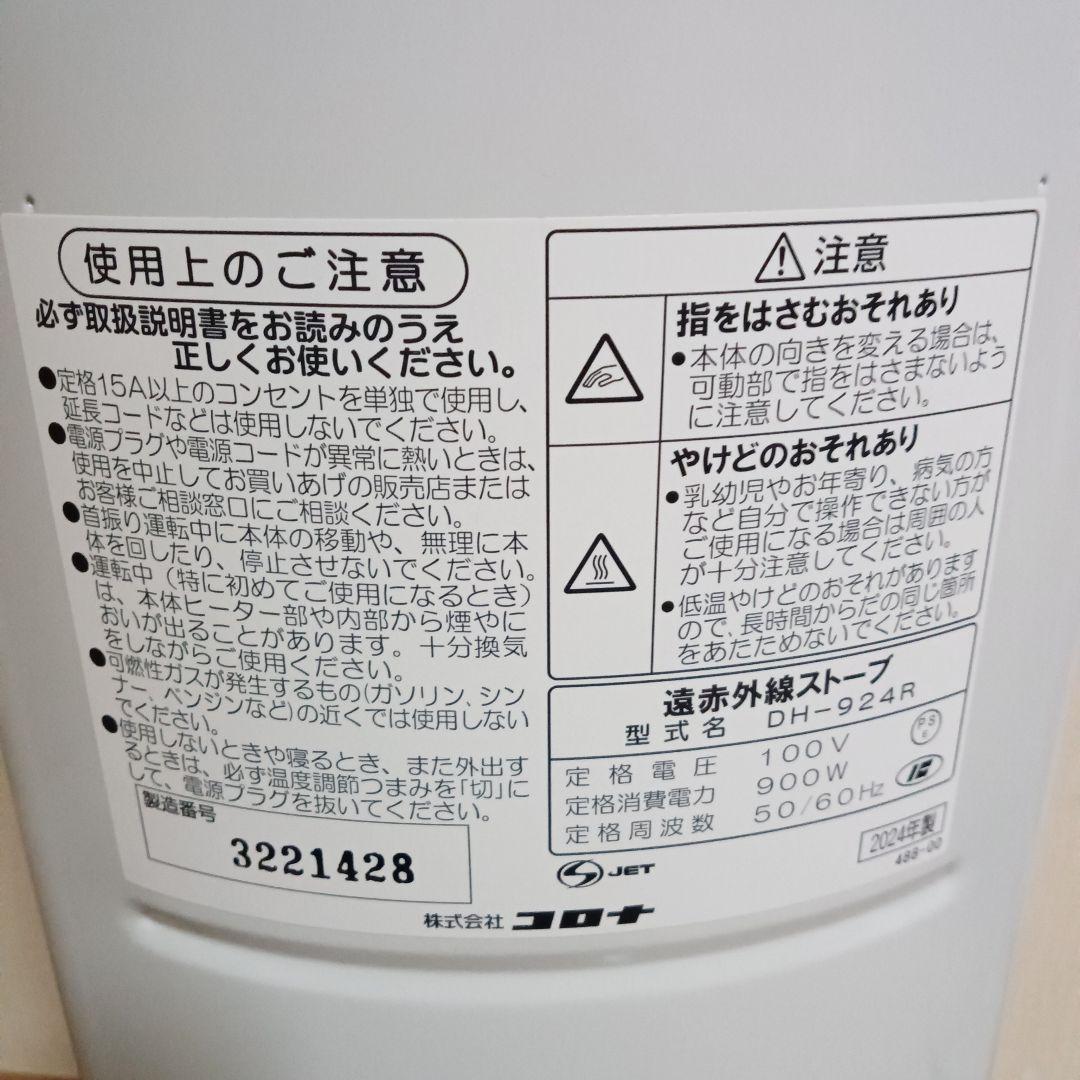 使用上のご注意
必ず取扱説明書をお読みのうえ
正しくお使いください。
●定格15A以上のコンセントを単独で使用し、
延長コードなどは使用しないでください。
●電源プラグや電源コードが異常に熱いときは、
使用を中止してお買いあげの販売店または
お客様ご相談窓口にご相談ください。
●首振り運転中に本体の移動や、無理に本
体を回したり、停止させないでください。
●運転中（特に初めてご使用になるとき）
は、本体ヒーター部や内部から煙やに
おいが出ることがあります。十分換気
をしながらご使用ください。
●可燃性ガスが発生するもの(ガソリン、シン
ナー、ベンジンなど)の近くでは使用しない
でください。
●使用しないときや寝るとき、また外出す
るときは、必ず温度調節つまみを「切」に
して、電源プラグを抜いてください。
製造番号
3221428
注意
指をはさむおそれあり
●本体の向きを変える場合は、
可動部で指をはさまないよう
に注意してください。
やけどのおそれあり
●乳幼児やお年寄り、病気の方
など自分で操作できない方が
ご使用になる場合は周囲の人
が十分注意してください。
●低温やけどのおそれがあります
ので、長時間からだの同じ箇所
をあたためないでください。
遠赤外線ストーブ
型式名 DH-924R
定格電圧 100V
定格消費電力 900W
定格周波数 50/60Hz
PS
E
JET
2024年製
488-00
株式会社 コロナ